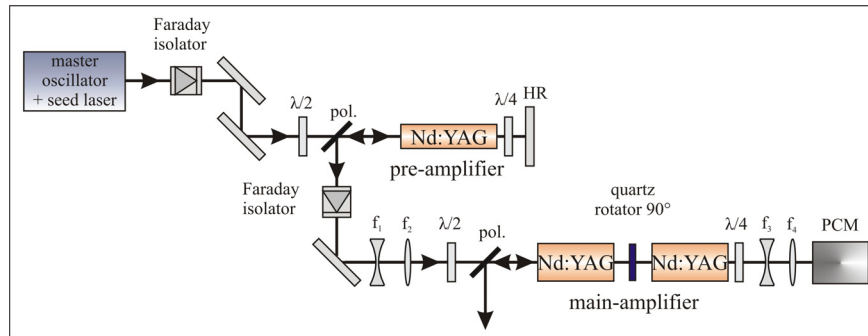 Faraday
isolator
master
oscillator
+ seed laser
λ/2
pol.
Nd:YAG
λ/4
HR
pre-amplifier
Faraday
isolator
f₁
f₂
λ/2
pol.
Nd:YAG
quartz
rotator 90°
Nd:YAG
λ/4
f₃
f₄
PCM
main-amplifier